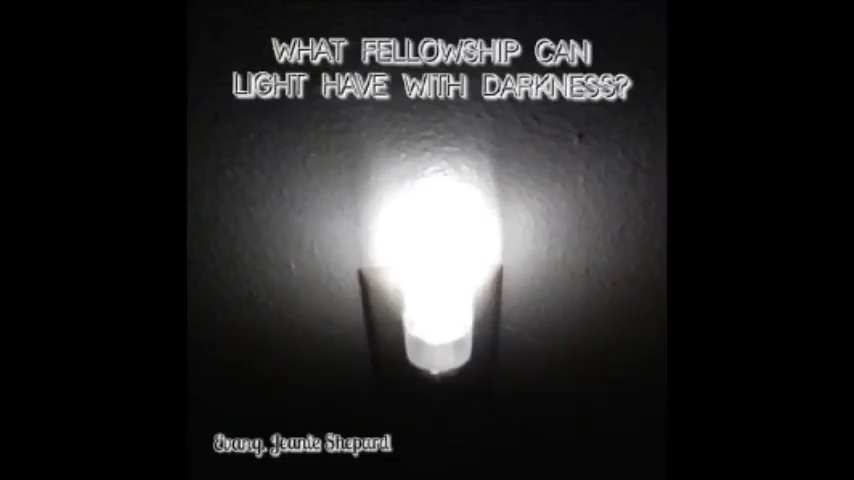 WHAT FELLOWSHIP CAN
LIGHT HAVE WITH DARKNESS?
Evang. Jeanie Shepard